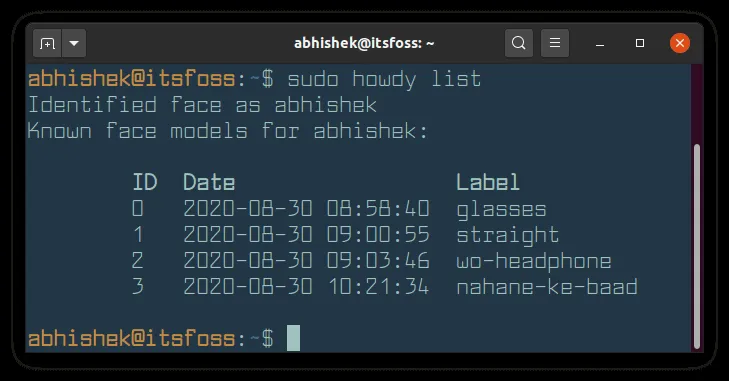 abhishek@itsfoss: ~
abhishek@itsfoss:~$ sudo howdy list
Identified face as abhishek
Known face models for abhishek:
ID Date Label
0 2020-08-30 08:58:40 glasses
1 2020-08-30 09:00:55 straight
2 2020-08-30 09:03:46 wo-headphone
3 2020-08-30 10:21:34 nahane-ke-baad
abhishek@itsfoss:~$